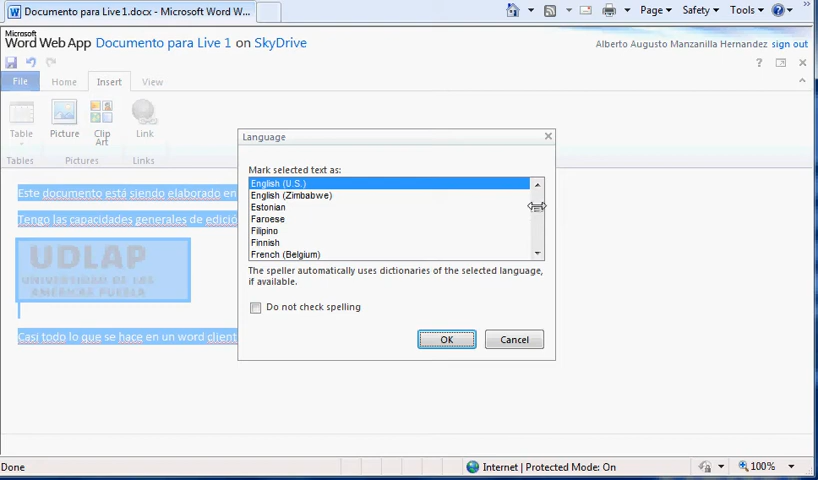 Documento para Live 1.docx - Microsoft Word W...
Page Safety Tools
Microsoft
Word Web App Documento para Live 1 on SkyDrive
Alberto Augusto Manzanilla Hernandez sign out
File Home Insert View
Table Picture Clip Art Link
Tables Pictures Links
Language
Mark selected text as:
English (U.S.)
English (Zimbabwe)
Estonian
Faroese
Filipino
Finnish
French (Belgium)
The speller automatically uses dictionaries of the selected language,
if available.
Do not check spelling
OK Cancel
Este documento está siendo elaborado en
Tengo las capacidades generales de edició
UDLAP
UNIVERSIDAD DE LAS
AMÉRICAS PUEBLA
Casi todo lo que se hace en un word client
Done
Internet | Protected Mode: On
100%